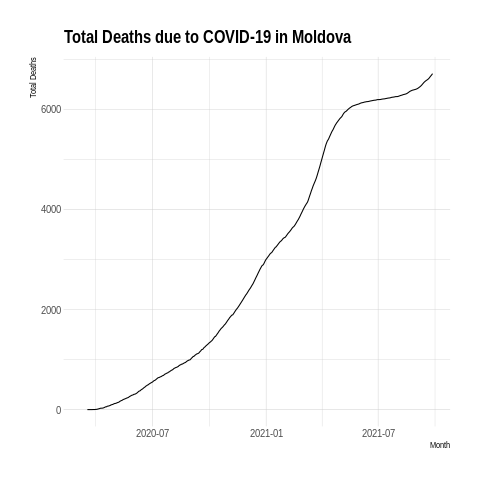 Total Deaths due to COVID-19 in Moldova
Total Deaths
6000
4000
2000
0
2020-07 2021-01 2021-07
Month